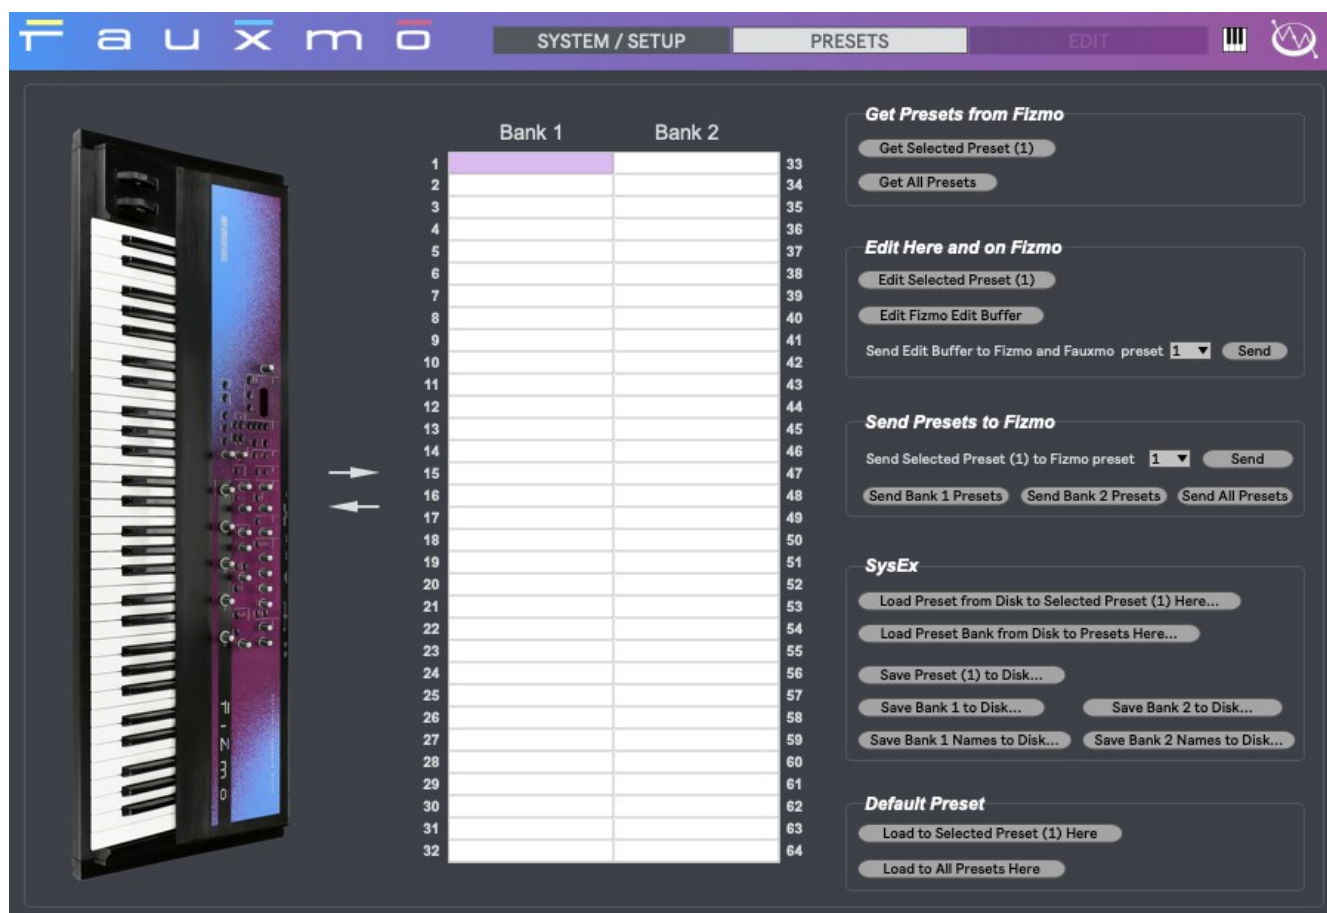 Fauxmo
SYSTEM / SETUP
PRESETS
EDIT
Bank 1
Bank 2
1
2
3
4
5
6
7
8
9
10
11
12
13
14
15
16
17
18
19
20
21
22
23
24
25
26
27
28
29
30
31
32
33
34
35
36
37
38
39
40
41
42
43
44
45
46
47
48
49
50
51
52
53
54
55
56
57
58
59
60
61
62
63
64
FIZMO
Get Presets from Fizmo
Get Selected Preset (1)
Get All Presets
Edit Here and on Fizmo
Edit Selected Preset (1)
Edit Fizmo Edit Buffer
Send Edit Buffer to Fizmo and Fauxmo preset 1 ▼ Send
Send Presets to Fizmo
Send Selected Preset (1) to Fizmo preset 1 ▼ Send
Send Bank 1 Presets Send Bank 2 Presets Send All Presets
SysEx
Load Preset from Disk to Selected Preset (1) Here...
Load Preset Bank from Disk to Presets Here...
Save Preset (1) to Disk...
Save Bank 1 to Disk... Save Bank 2 to Disk...
Save Bank 1 Names to Disk... Save Bank 2 Names to Disk...
Default Preset
Load to Selected Preset (1) Here
Load to All Presets Here